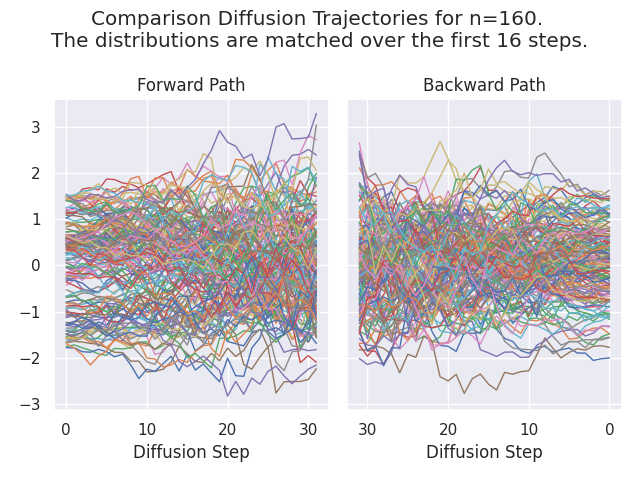 Comparison Diffusion Trajectories for n=160.
The distributions are matched over the first 16 steps.
Forward Path
Backward Path
3
2
1
0
−1
−2
−3
0
10
20
30
30
20
10
0
Diffusion Step
Diffusion Step